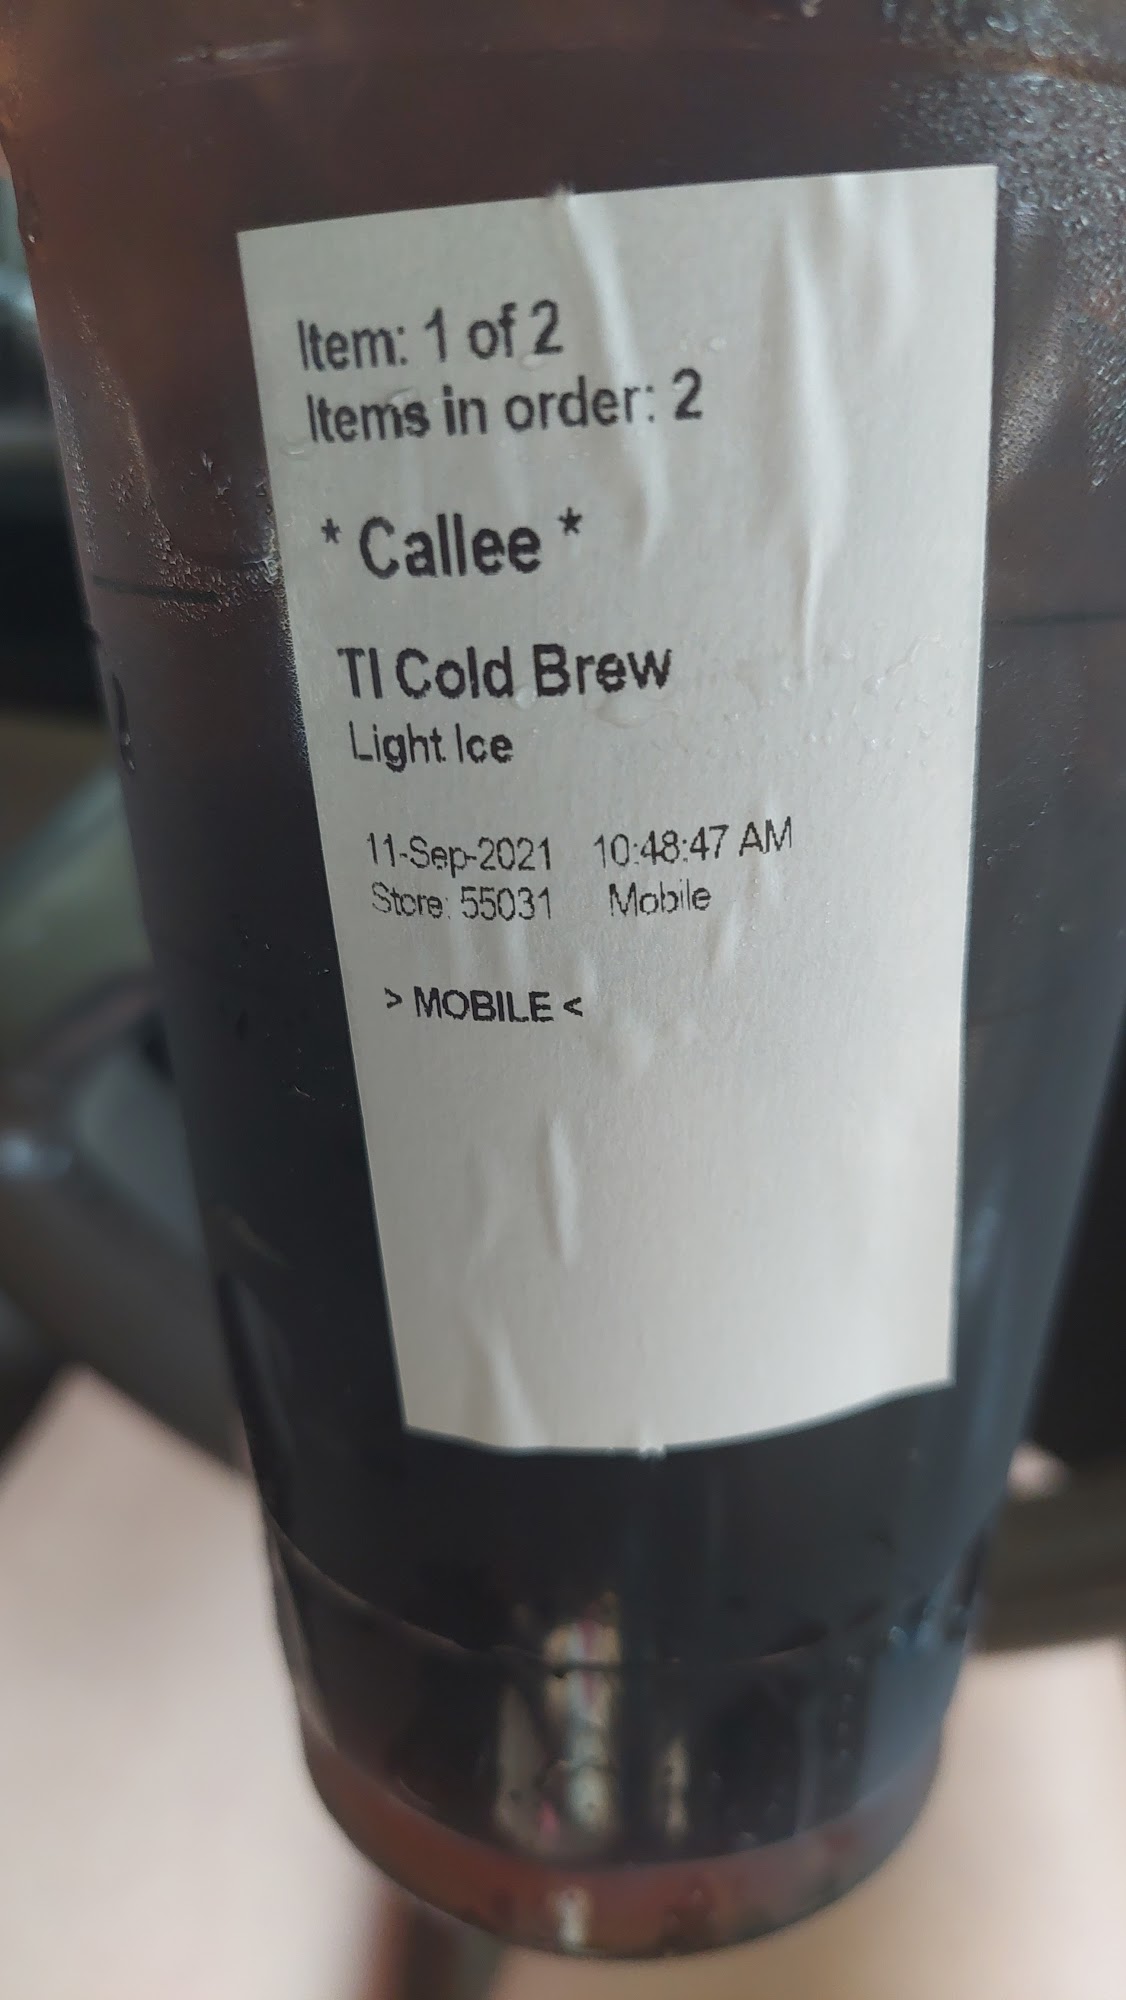 Item: 1 of 2
Items in order: 2
* Callee *
TI Cold Brew
Light Ice
11-Sep-2021 10:48:47 AM
Store: 55031 Mobile
> MOBILE <